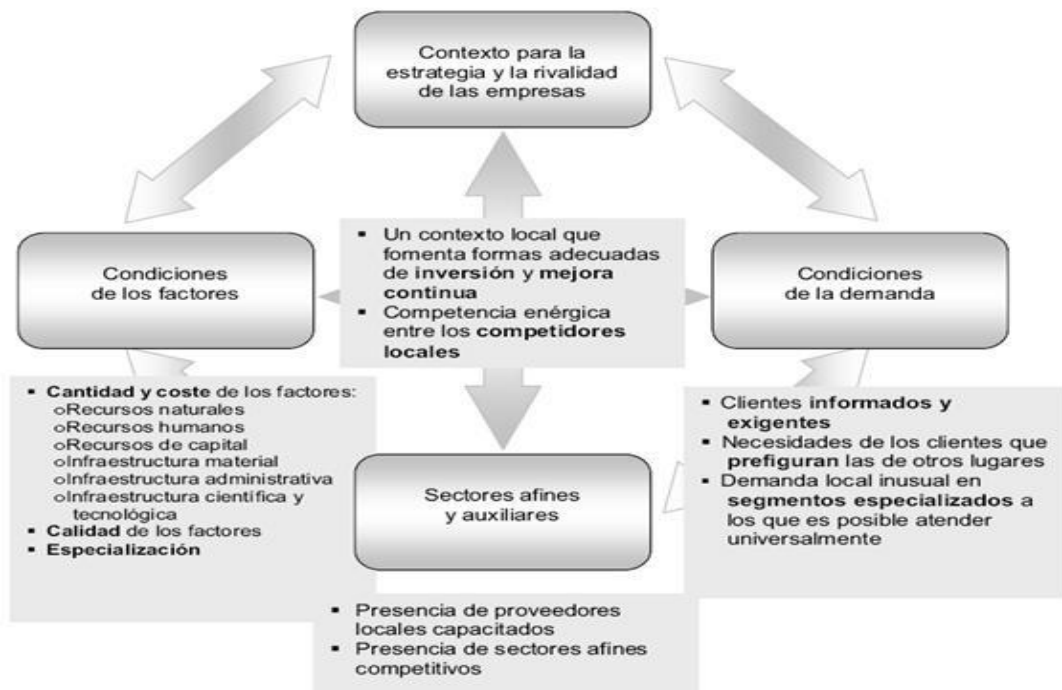 Contexto para la
estrategia y la rivalidad
de las empresas
Condiciones
de los factores
▪ Un contexto local que
fomenta formas adecuadas
de inversión y mejora
continua
▪ Competencia enérgica
entre los competidores
locales
Condiciones
de la demanda
▪ Cantidad y coste de los factores:
oRecursos naturales
oRecursos humanos
oRecursos de capital
oInfraestructura material
oInfraestructura administrativa
oInfraestructura científica y
tecnológica
▪ Calidad de los factores
▪ Especialización
Sectores afines
y auxiliares
▪ Clientes informados y
exigentes
▪ Necesidades de los clientes que
prefiguran las de otros lugares
▪ Demanda local inusual en
segmentos especializados a
los que es posible atender
universalmente
▪ Presencia de proveedores
locales capacitados
▪ Presencia de sectores afines
competitivos